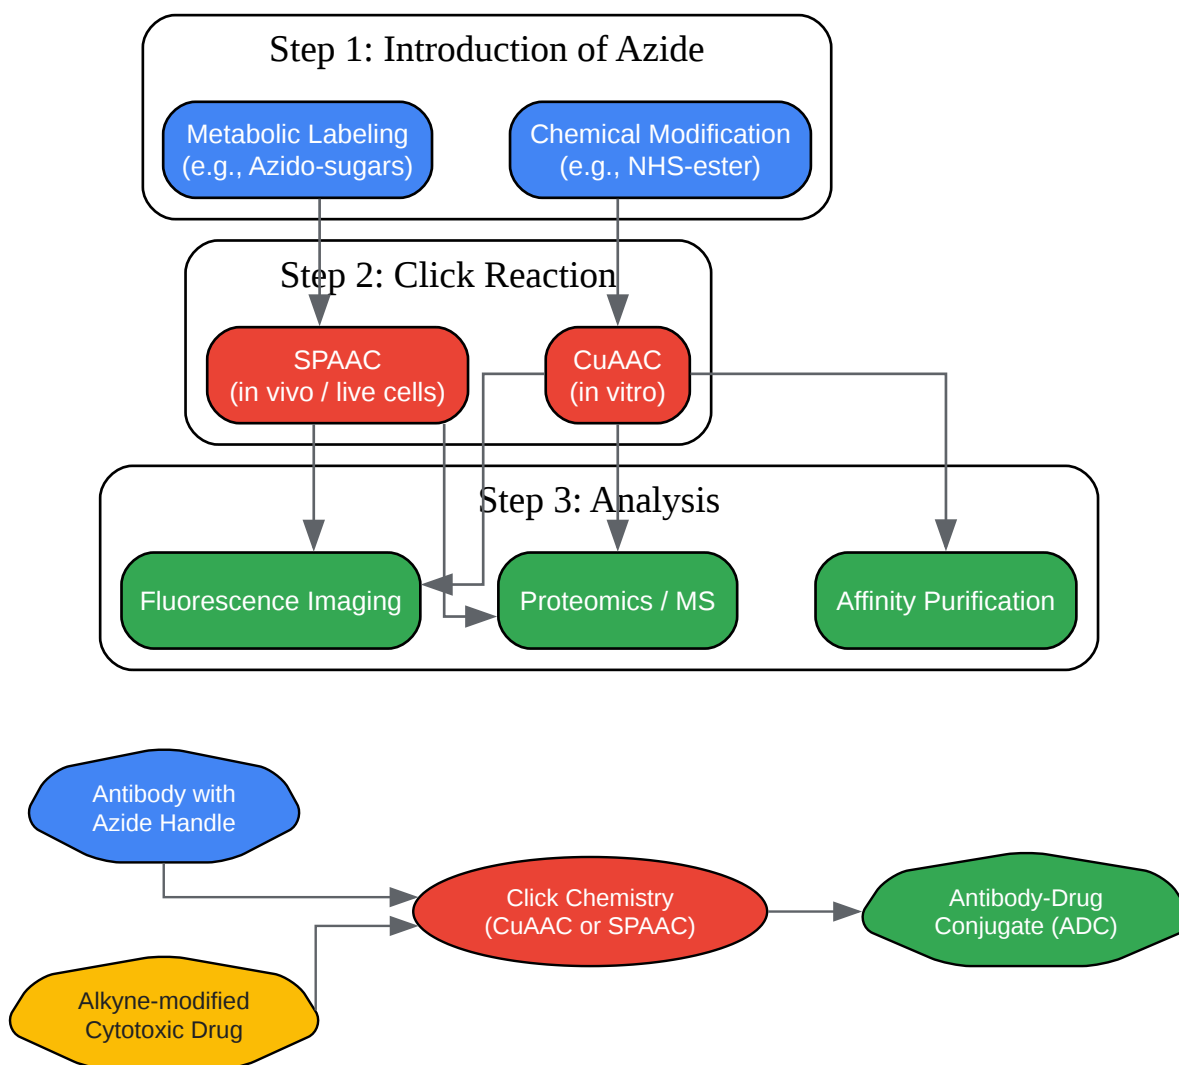 Step 1: Introduction of Azide
Metabolic Labeling
(e.g., Azido-sugars)
Chemical Modification
(e.g., NHS-ester)
Step 2: Click Reaction
SPAAC
(in vivo / live cells)
CuAAC
(in vitro)
Step 3: Analysis
Fluorescence Imaging
Proteomics / MS
Affinity Purification
Antibody with
Azide Handle
Click Chemistry
(CuAAC or SPAAC)
Antibody-Drug
Conjugate (ADC)
Alkyne-modified
Cytotoxic Drug